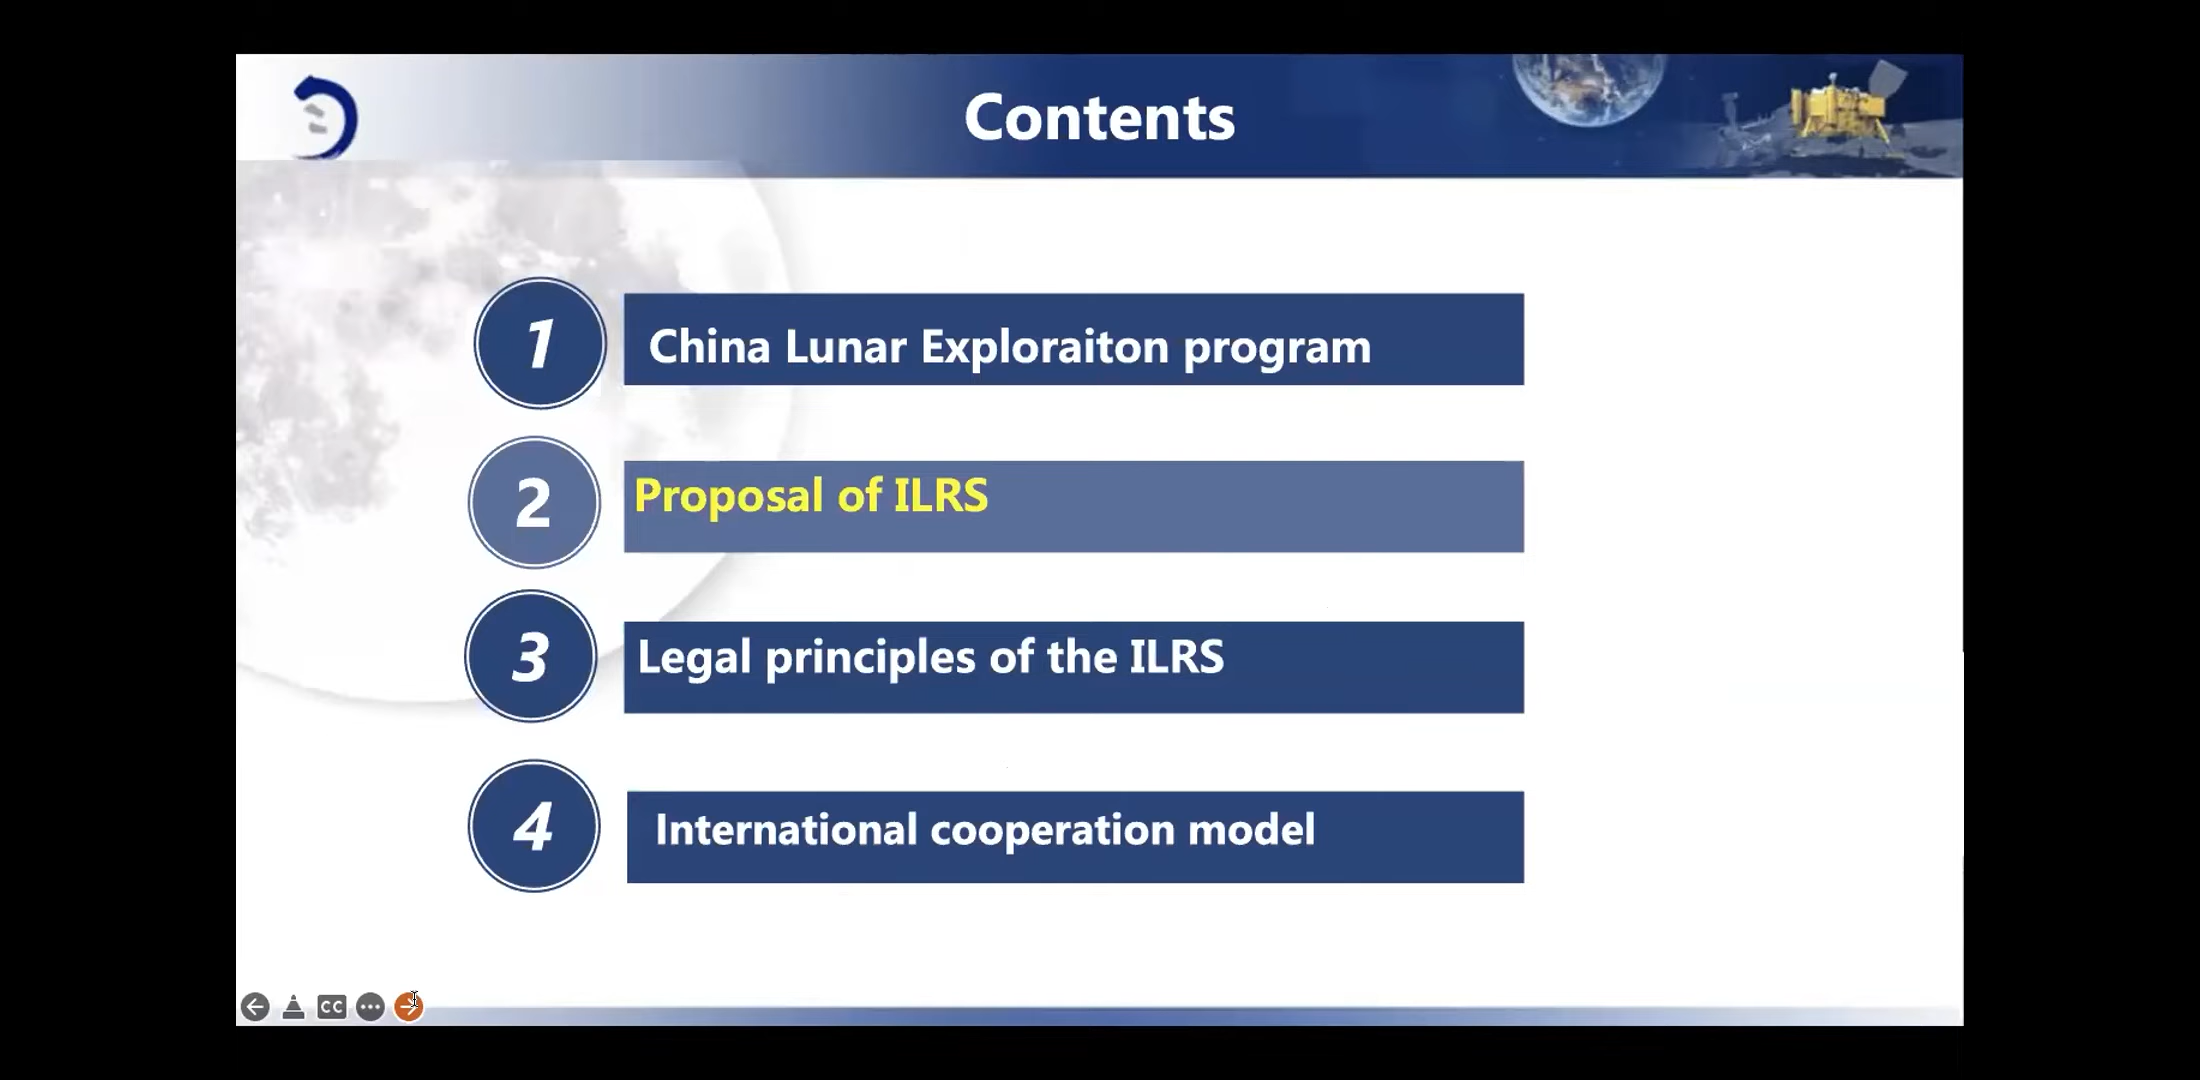 Contents
1
China Lunar Exploraiton program
2
Proposal of ILRS
3
Legal principles of the ILRS
4
International cooperation model
CC